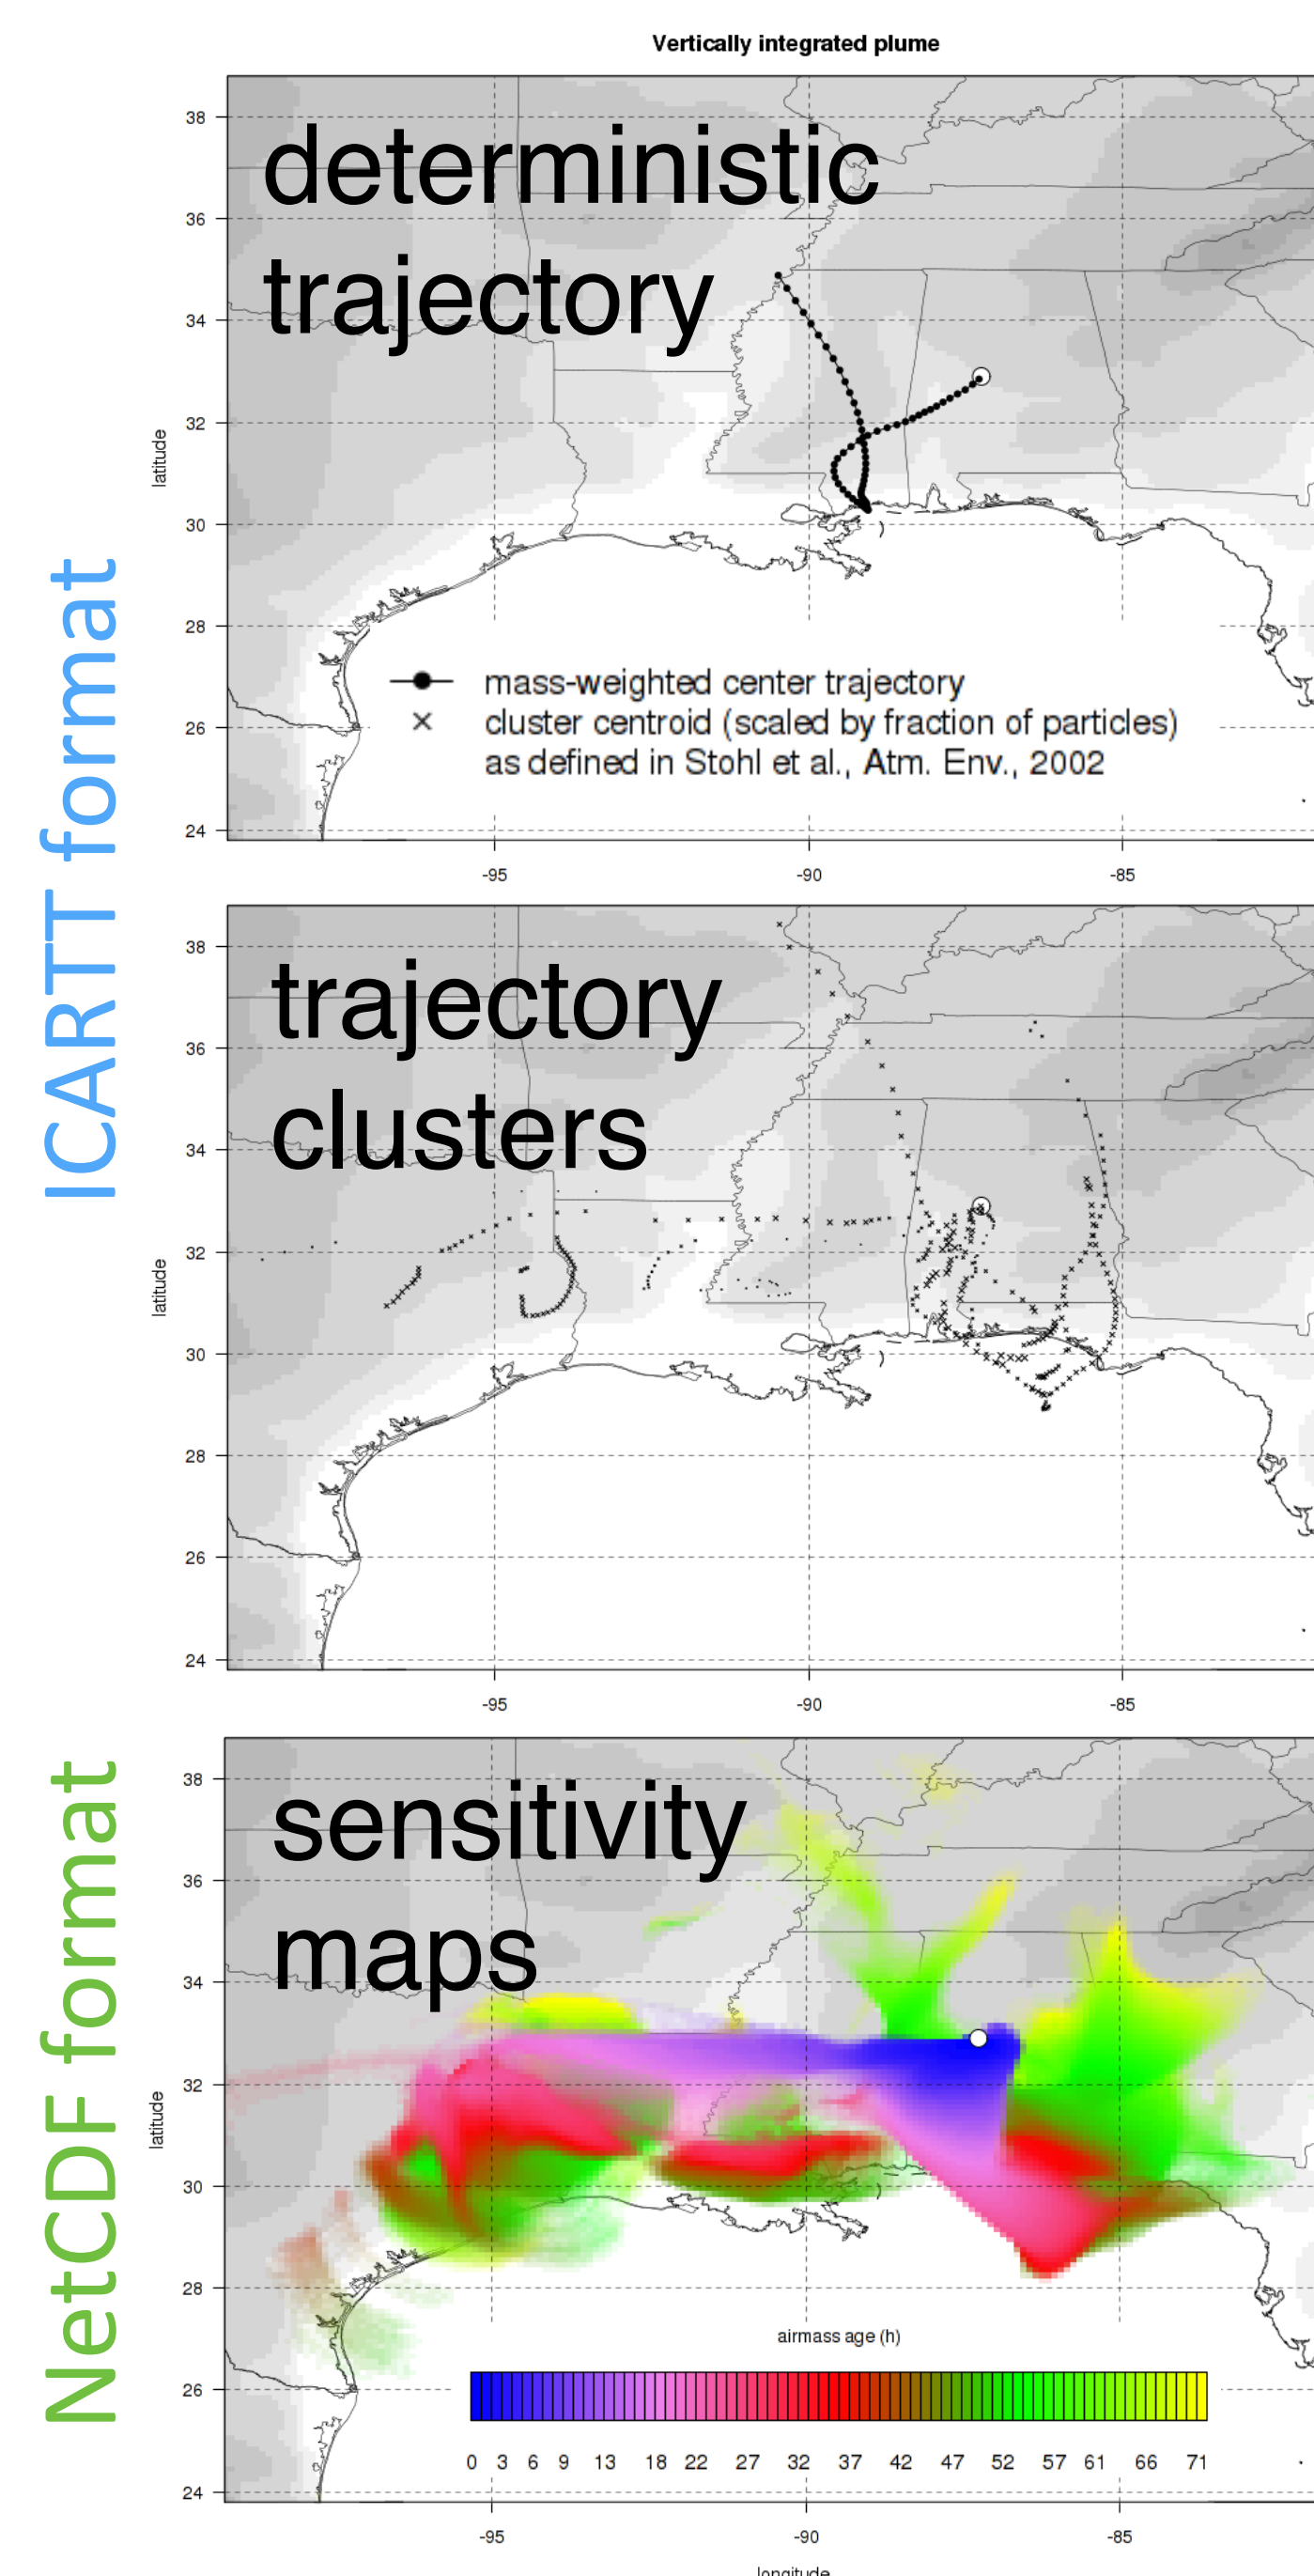 Vertically integrated plume
ICARTT format
deterministic
trajectory
38
36
34
32
30
28
26
24
latitude
mass-weighted center trajectory
cluster centroid (scaled by fraction of particles)
as defined in Stohl et al., Atm. Env., 2002
-95 -90 -85
trajectory
clusters
38
36
34
32
30
28
26
24
latitude
-95 -90 -85
NetCDF format
sensitivity
maps
38
36
34
32
30
28
26
24
latitude
airmass age (h)
0 3 6 9 13 18 22 27 32 37 42 47 52 57 61 66 71
-95 -90 -85
longitude